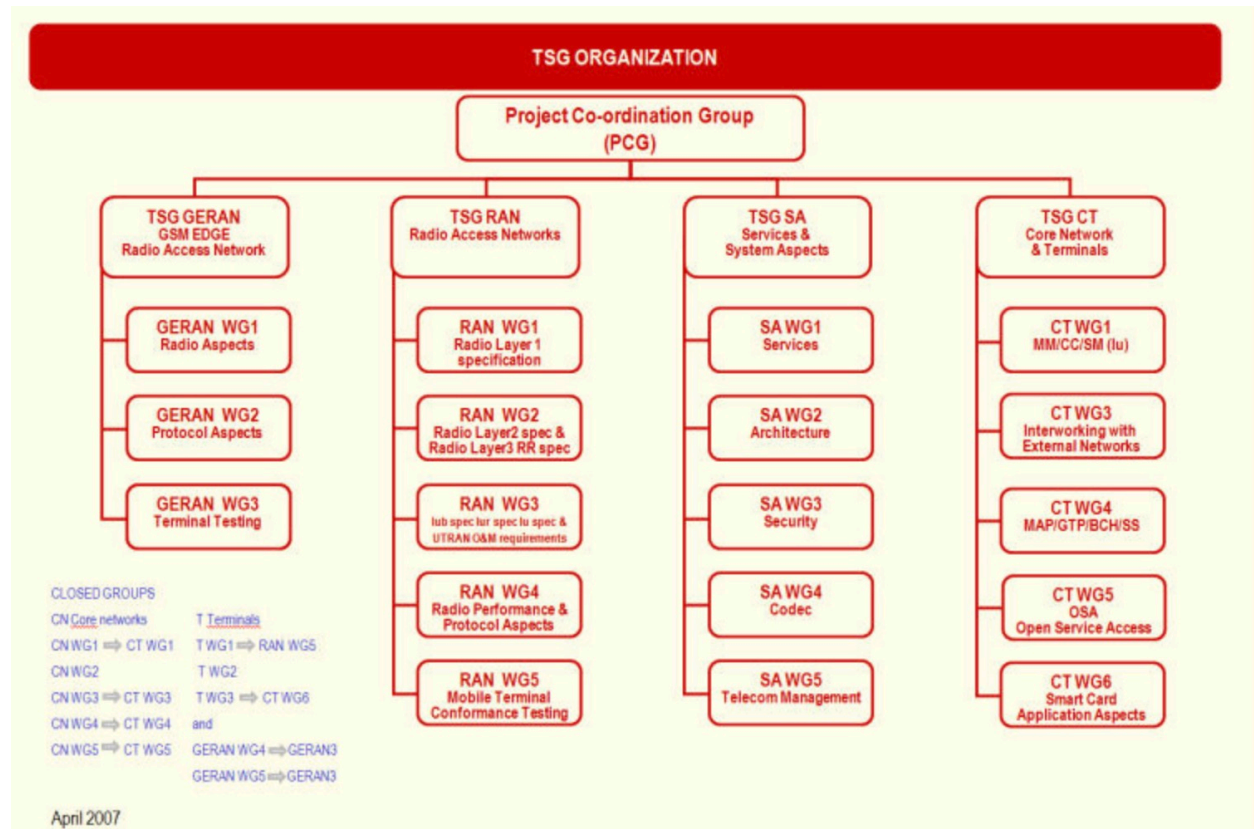 TSG ORGANIZATION
Project Co-ordination Group
(PCG)
TSG GERAN
GSM EDGE
Radio Access Network
GERAN WG1
Radio Aspects
GERAN WG2
Protocol Aspects
GERAN WG3
Terminal Testing
TSG RAN
Radio Access Networks
RAN WG1
Radio Layer 1
specification
RAN WG2
Radio Layer2 spec &
Radio Layer3 RR spec
RAN WG3
Iub spec Iur spec Iu spec &
UTRAN O&M requirements
RAN WG4
Radio Performance &
Protocol Aspects
RAN WG5
Mobile Terminal
Conformance Testing
TSG SA
Services &
System Aspects
SA WG1
Services
SA WG2
Architecture
SA WG3
Security
SA WG4
Codec
SA WG5
Telecom Management
TSG CT
Core Network
& Terminals
CT WG1
MM/CC/SM (Iu)
CT WG3
Interworking with
External Networks
CT WG4
MAP/GTP/BCH/SS
CT WG5
OSA
Open Service Access
CT WG6
Smart Card
Application Aspects
CLOSED GROUPS
CN Core networks
CN WG1 ⇨ CT WG1
CN WG2
CN WG3 ⇨ CT WG3
CN WG4 ⇨ CT WG4
CN WG5 ⇨ CT WG5
T Terminals
T WG1 ⇨ RAN WG5
T WG2
T WG3 ⇨ CT WG6
and
GERAN WG4 ⇨ GERAN3
GERAN WG5 ⇨ GERAN3
April 2007